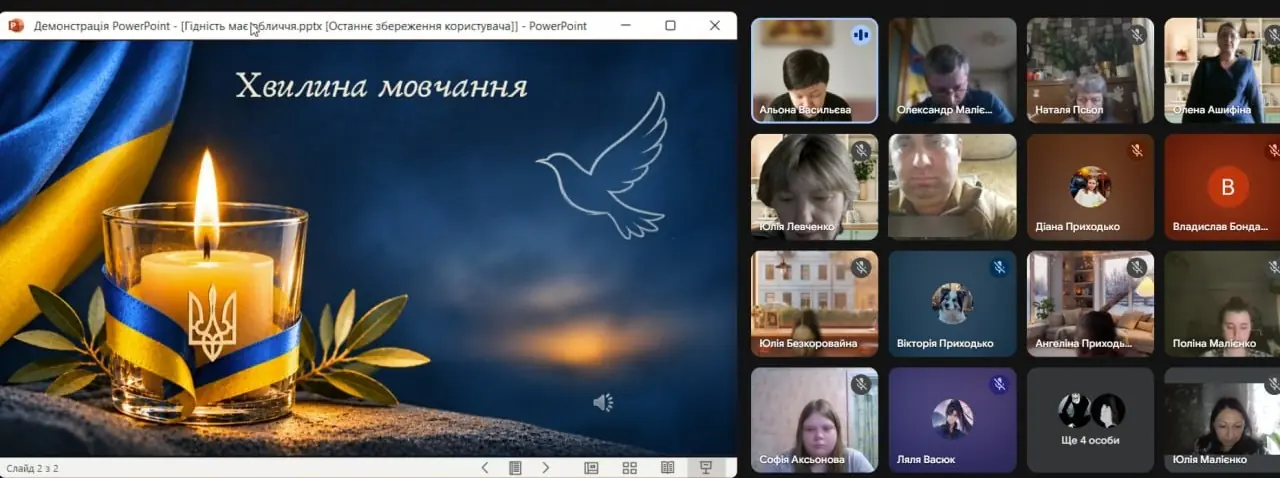 Демонстрація PowerPoint - [Гідність має обличчя.pptx [Останнє збереження користувача]] - PowerPoint
Хвилина мовчання
Слайд 2 з 2
Альона Васильєва
Олександр Маліє...
Наталя Псьол
Олена Ашифіна
Юлія Левченко
Діана Приходько
В
Владислав Бонда...
Юлія Безкоровайна
Вікторія Приходько
Ангеліна Приходь...
Поліна Малієнко
Софія Аксьонова
Ляля Васюк
Ще 4 особи
Юлія Малієнко